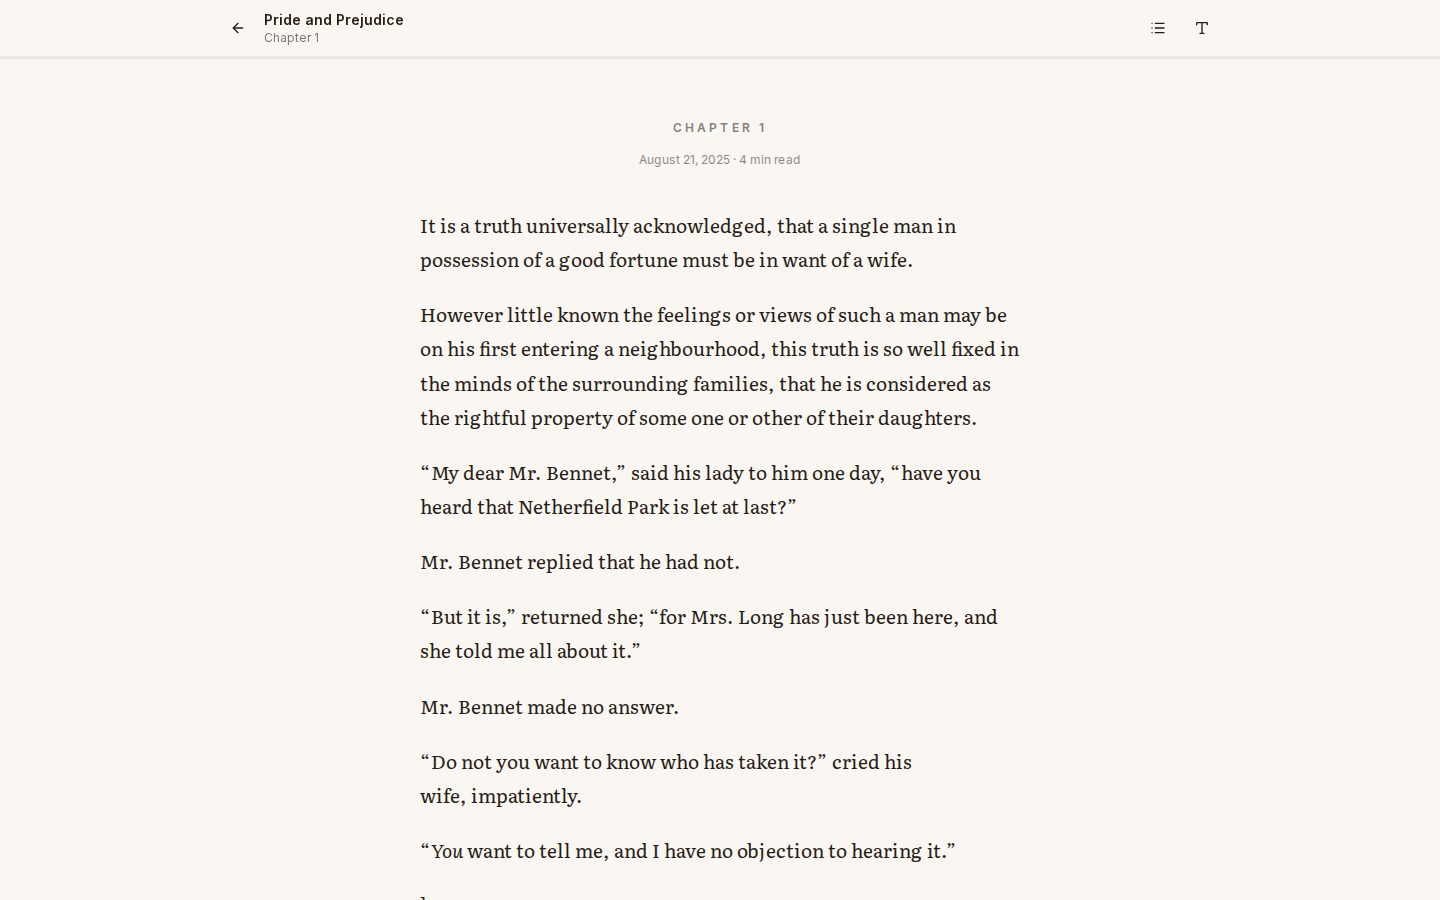 Pride and Prejudice
Chapter 1
CHAPTER 1
August 21, 2025 · 4 min read
It is a truth universally acknowledged, that a single man in
possession of a good fortune must be in want of a wife.
However little known the feelings or views of such a man may be
on his first entering a neighbourhood, this truth is so well fixed in
the minds of the surrounding families, that he is considered as
the rightful property of some one or other of their daughters.
“My dear Mr. Bennet,” said his lady to him one day, “have you
heard that Netherfield Park is let at last?”
Mr. Bennet replied that he had not.
“But it is,” returned she; “for Mrs. Long has just been here, and
she told me all about it.”
Mr. Bennet made no answer.
“Do not you want to know who has taken it?” cried his
wife, impatiently.
“You want to tell me, and I have no objection to hearing it.”